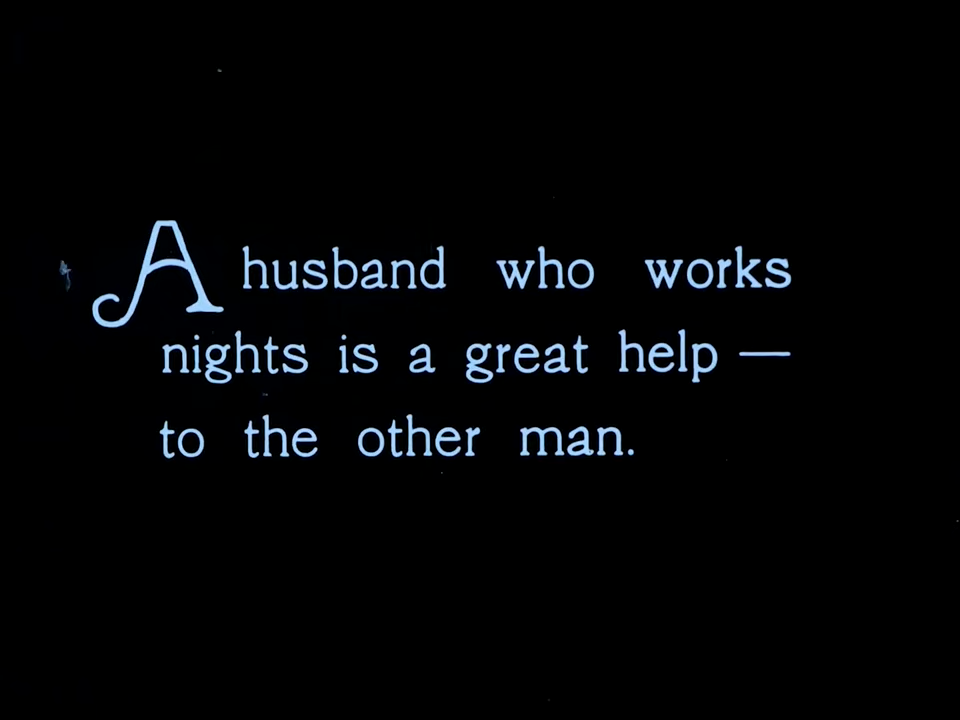 A husband who works
nights is a great help —
to the other man.